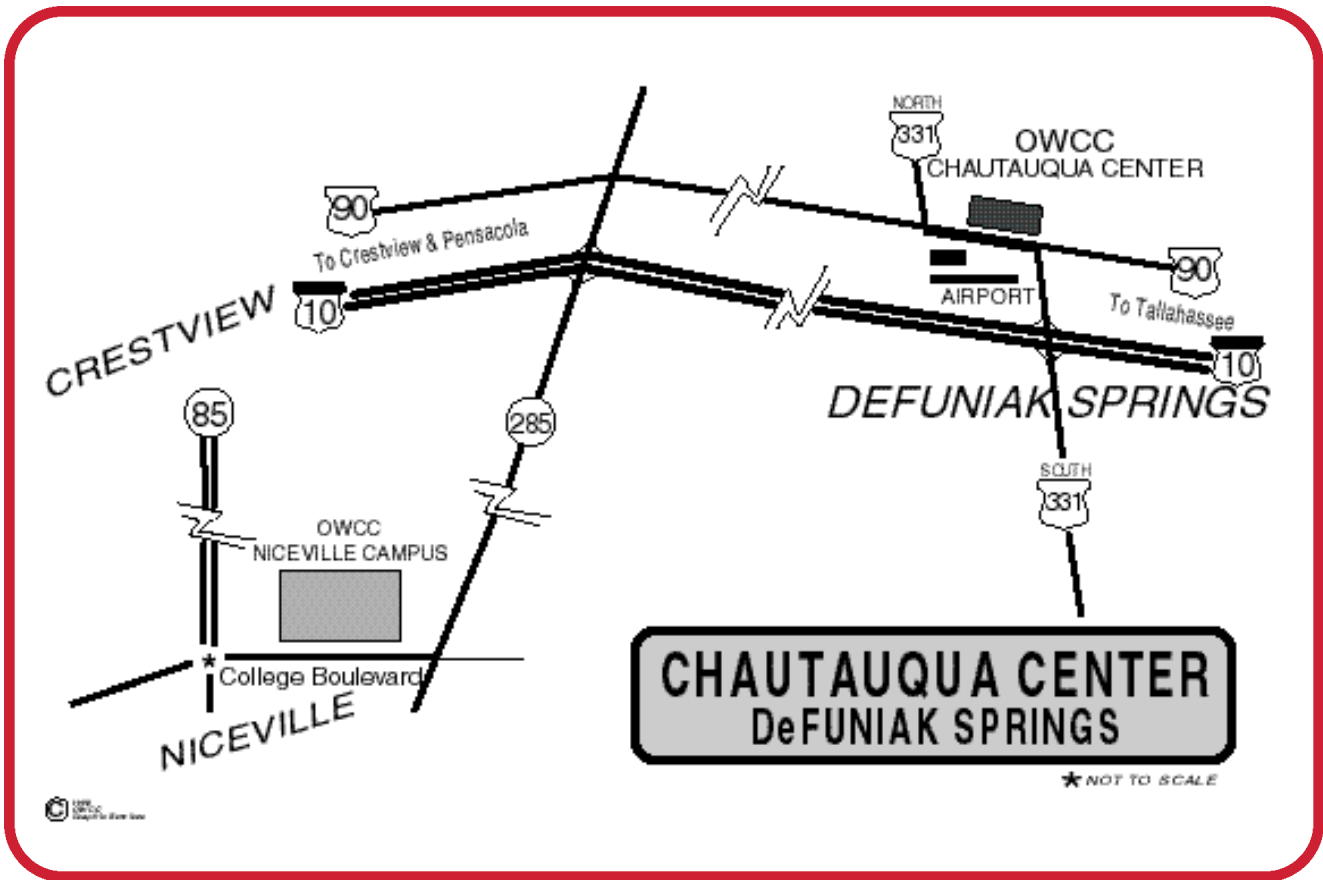 NORTH
331
OWCC
CHAUTAUQUA CENTER
90
To Crestview & Pensacola
90
10
AIRPORT
To Tallahassee
10
CRESTVIEW
DEFUNIAK SPRINGS
85
285
SOUTH
331
OWCC
NICEVILLE CAMPUS
* College Boulevard
NICEVILLE
CHAUTAUQUA CENTER
DeFUNIAK SPRINGS
* NOT TO SCALE
©
OWCC